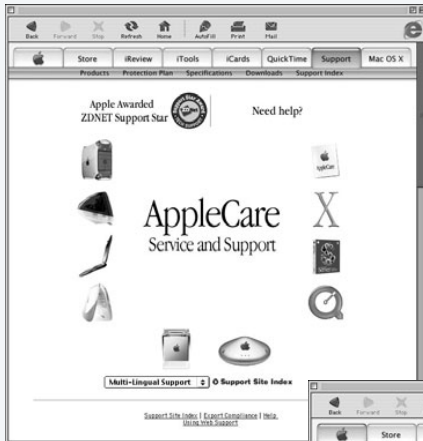 Back Forward Stop Refresh Home AutoFill Print Mail
Store iReview iTools iCards QuickTime Support Mac OS X
Products Protection Plan Specifications Downloads Support Index
Apple Awarded
ZDNET Support Star
Need help?
AppleCare
Service and Support
X
Multi-Lingual Support Support Site Index
Support Site Index | Export Compliance | Help
Using Web Support
Back Forward Stop
Store